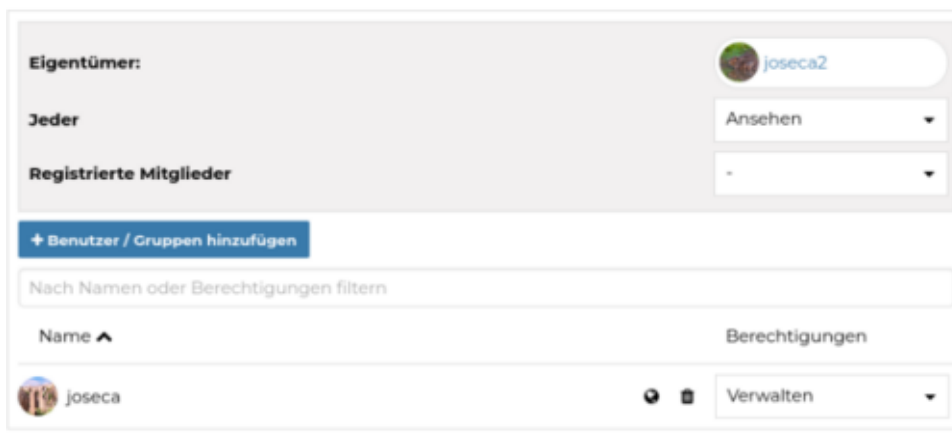 Eigentümer:
joseca2
Jeder
Ansehen
Registrierte Mitglieder
-
+ Benutzer / Gruppen hinzufügen
Nach Namen oder Berechtigungen filtern
Name
Berechtigungen
joseca
Verwalten